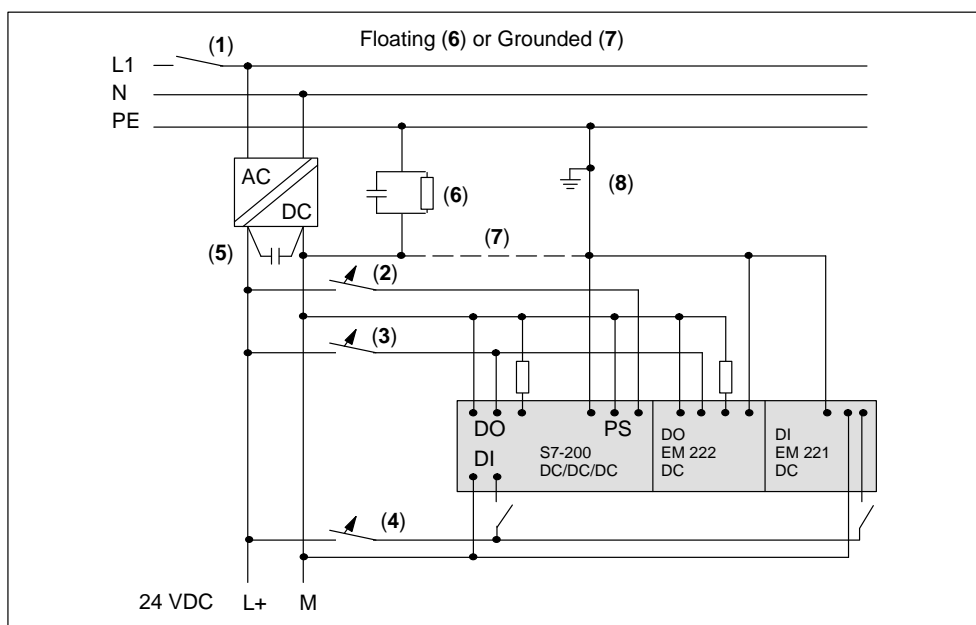 Floating (6) or Grounded (7)
(1)
L1
N
PE
AC
DC
(6)
(8)
(5)
(7)
(2)
(3)
DO
PS
DI
S7-200
DC/DC/DC
DO
EM 222
DC
DI
EM 221
DC
(4)
24 VDC L+ M